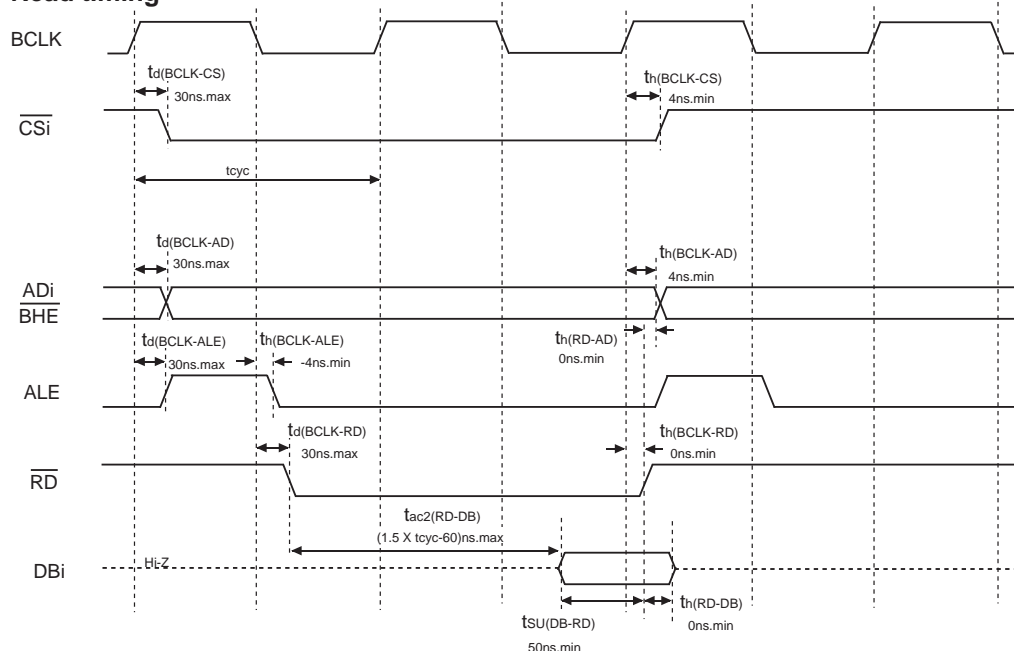 Read timing
BCLK
td(BCLK-CS)
30ns.max
th(BCLK-CS)
4ns.min
CSi
tcyc
td(BCLK-AD)
30ns.max
th(BCLK-AD)
4ns.min
ADi
BHE
td(BCLK-ALE)
30ns.max
th(BCLK-ALE)
-4ns.min
th(RD-AD)
0ns.min
ALE
td(BCLK-RD)
30ns.max
th(BCLK-RD)
0ns.min
RD
tac2(RD-DB)
(1.5 X tcyc-60)ns.max
Hi-Z
DBi
tSU(DB-RD)
50ns.min
th(RD-DB)
0ns.min